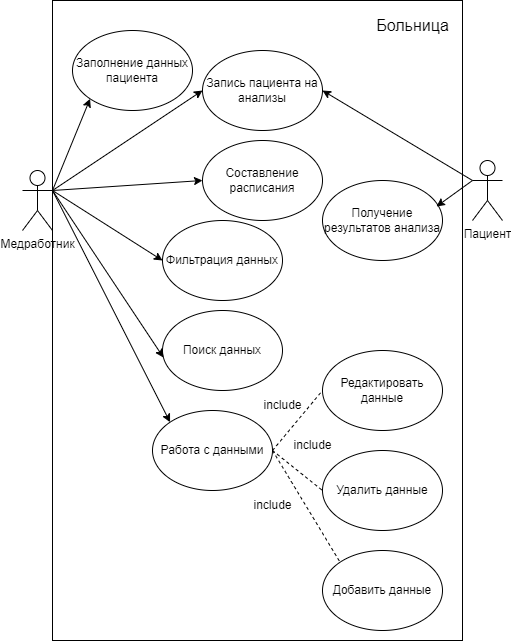 Больница
Заполнение данных
пациента
Запись пациента на
анализы
Составление
расписания
Получение
результатов анализа
Медработник
Пациент
Фильтрация данных
Поиск данных
Редактировать
данные
include
include
Работа с данными
Удалить данные
include
Добавить данные